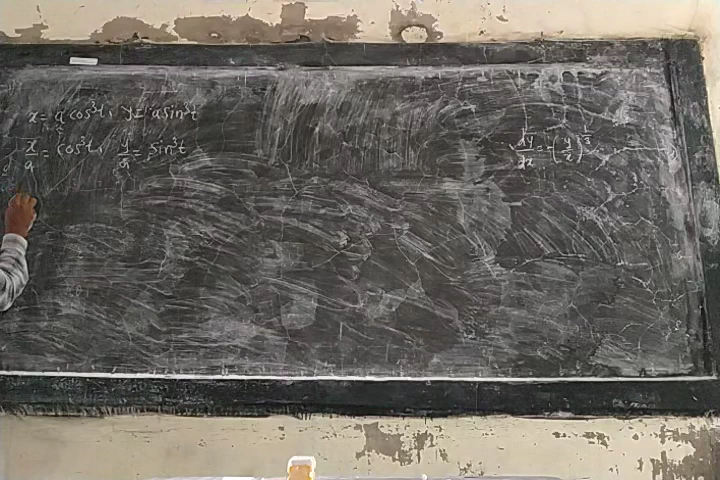 x = a cos³t, y = a sin³t
x/a = cos³t, y/a = sin³t
dy/dx = -(y/x)^1/3